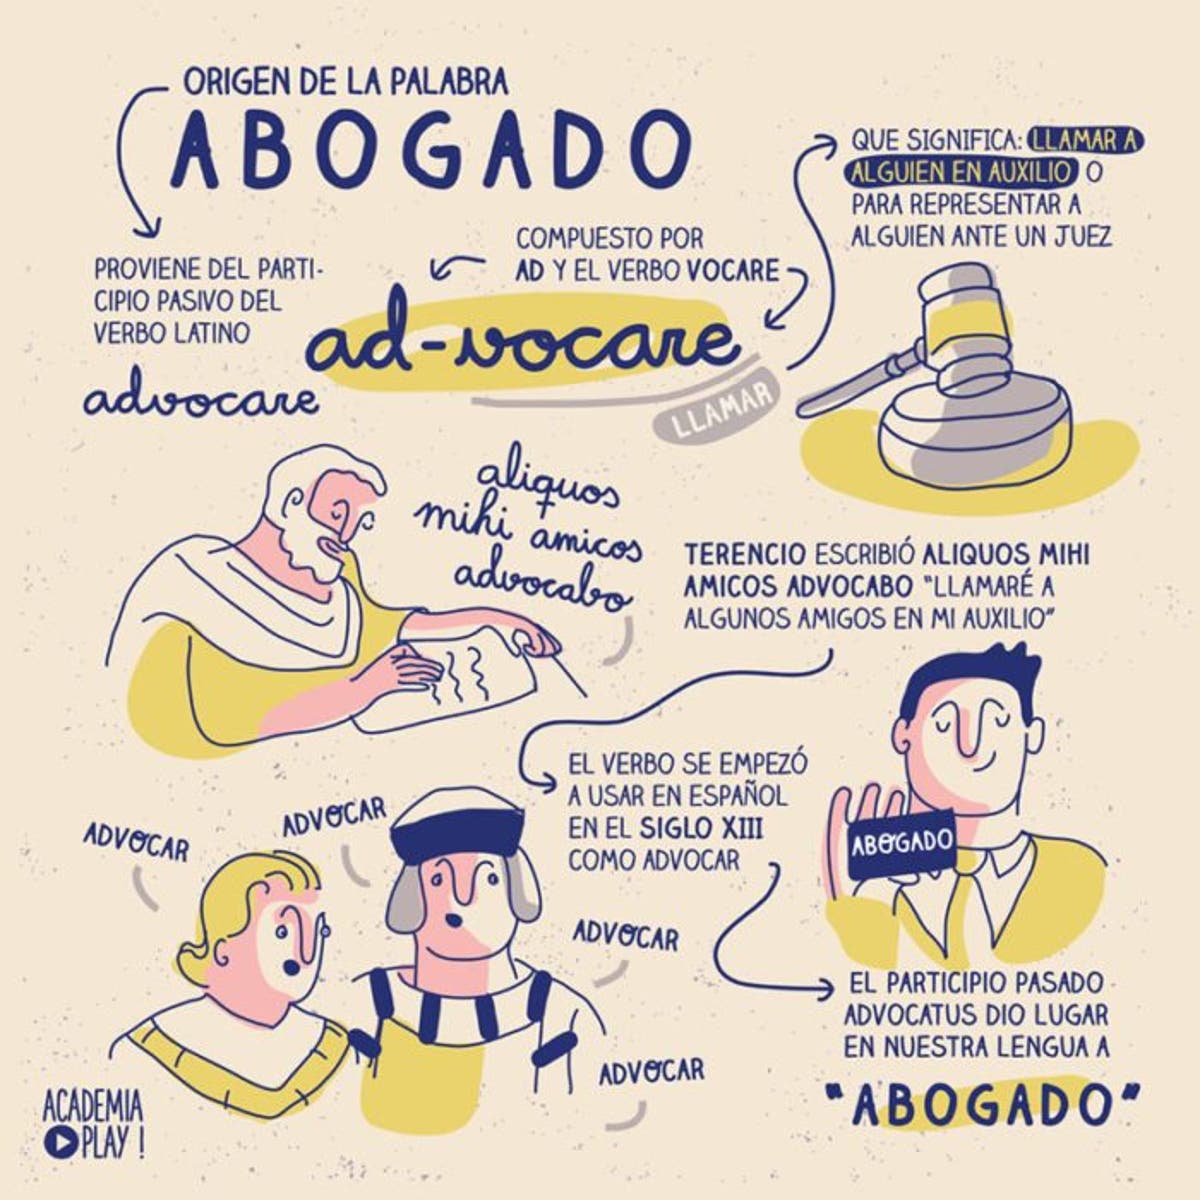 ORIGEN DE LA PALABRA
ABOGADO
PROVIENE DEL PARTI-
CIPIO PASIVO DEL
VERBO LATINO
advocare
COMPUESTO POR
AD Y EL VERBO VOCARE
ad-vocare
LLAMAR
QUE SIGNIFICA: LLAMAR A
ALGUIEN EN AUXILIO O
PARA REPRESENTAR A
ALGUIEN ANTE UN JUEZ
aliquos
mihi amicos
advocabo
TERENCIO ESCRIBIÓ ALIQUOS MIHI
AMICOS ADVOCABO "LLAMARÉ A
ALGUNOS AMIGOS EN MI AUXILIO"
EL VERBO SE EMPEZÓ
A USAR EN ESPAÑOL
EN EL SIGLO XIII
COMO ADVOCAR
ADVOCAR
ADVOCAR
ADVOCAR
ADVOCAR
ABOGADO
EL PARTICIPIO PASADO
ADVOCATUS DIO LUGAR
EN NUESTRA LENGUA A
"ABOGADO"
ACADEMIA
PLAY!